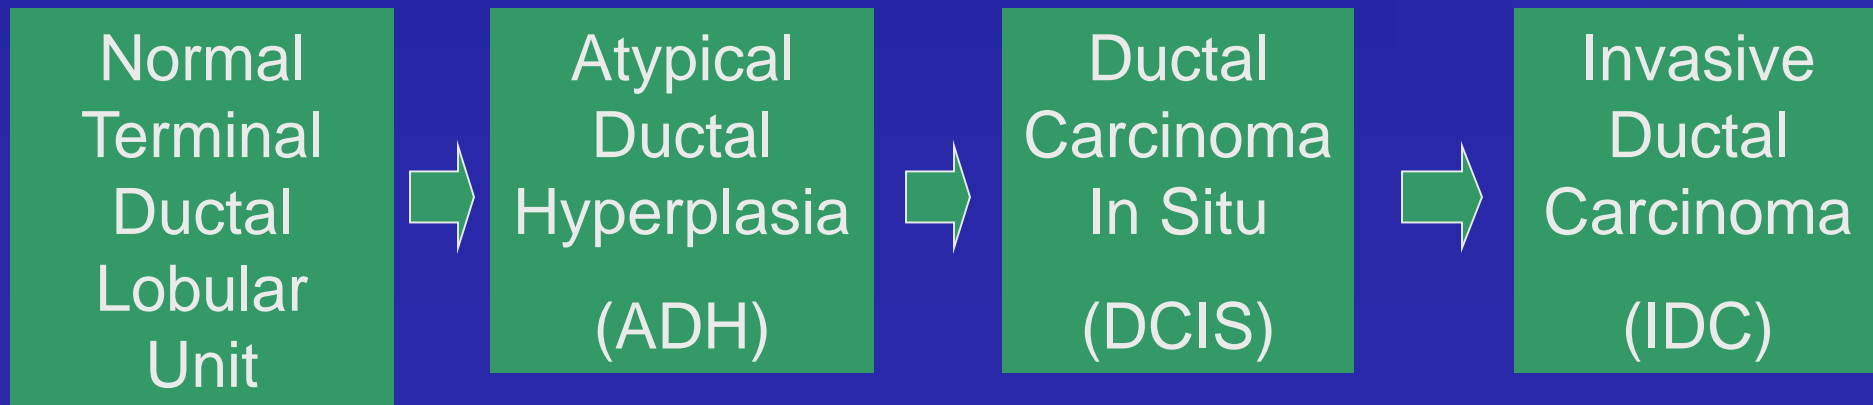 Normal
Terminal
Ductal
Lobular
Unit
Atypical
Ductal
Hyperplasia
(ADH)
Ductal
Carcinoma
In Situ
(DCIS)
Invasive
Ductal
Carcinoma
(IDC)